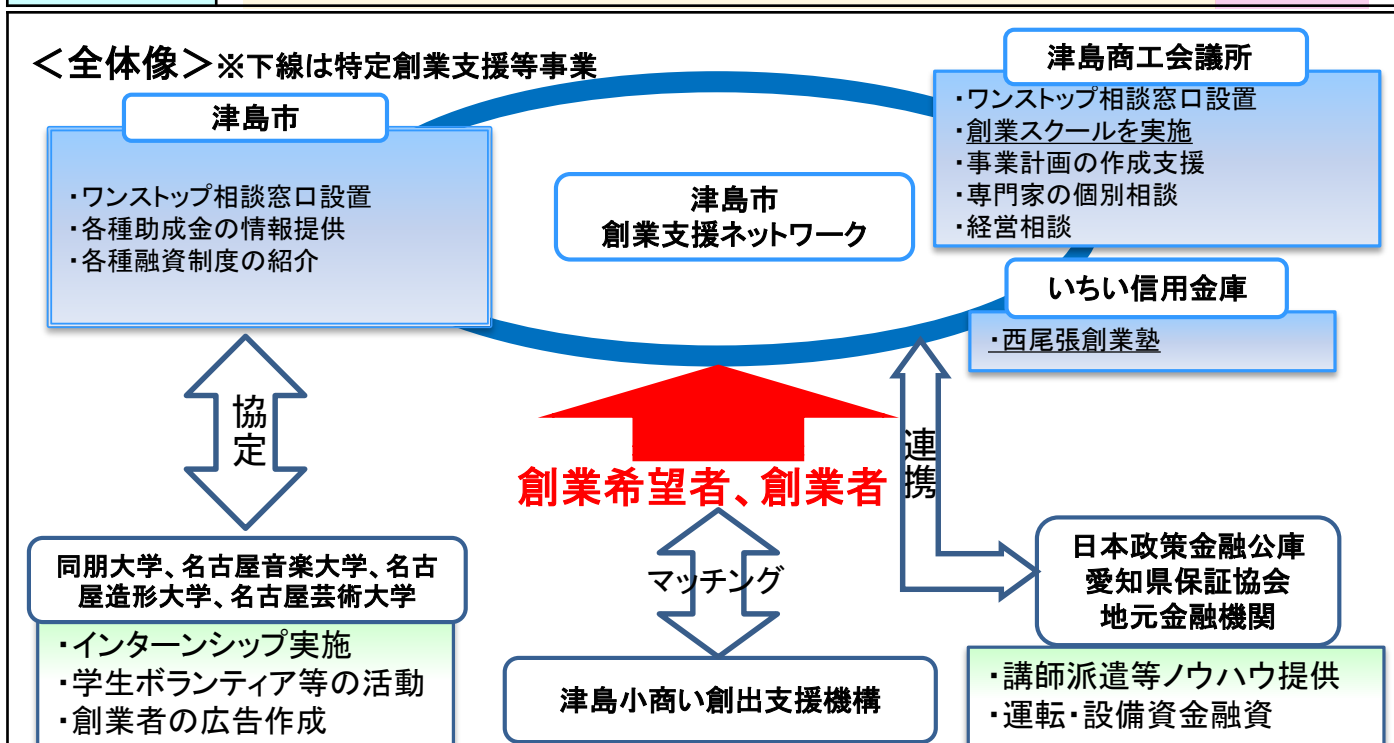 ＜全体像＞※下線は特定創業支援等事業
津島市
・ワンストップ相談窓口設置
・各種助成金の情報提供
・各種融資制度の紹介
津島市
創業支援ネットワーク
津島商工会議所
・ワンストップ相談窓口設置
・創業スクールを実施
・事業計画の作成支援
・専門家の個別相談
・経営相談
いちい信用金庫
・西尾張創業塾
協定
創業希望者、創業者
連携
マッチング
同朋大学、名古屋音楽大学、名古
屋造形大学、名古屋芸術大学
・インターンシップ実施
・学生ボランティア等の活動
・創業者の広告作成
津島小商い創出支援機構
日本政策金融公庫
愛知県保証協会
地元金融機関
・講師派遣等ノウハウ提供
・運転・設備資金融資